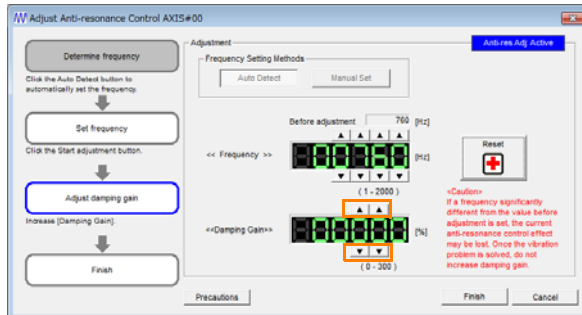 Adjust Anti-resonance Control AXIS#00
Determine frequency
Click the Auto Detect button to
automatically set the frequency.
Set frequency
Click the Start adjustment button.
Adjust damping gain
Increase [Damping Gain].
Finish
Adjustment
Anti-res Adj Active
Frequency Setting Methods
Auto Detect
Manual Set
Before adjustment
760
[Hz]
<< Frequency >>
00760
[Hz]
(1 - 2000 )
Reset
<<Damping Gain>>
00000
[%]
( 0 - 300 )
<Caution>
If a frequency significantly
different from the value before
adjustment is set, the current
anti-resonance control effect
may be lost. Once the vibration
problem is solved, do not
increase damping gain.
Precautions
Finish
Cancel